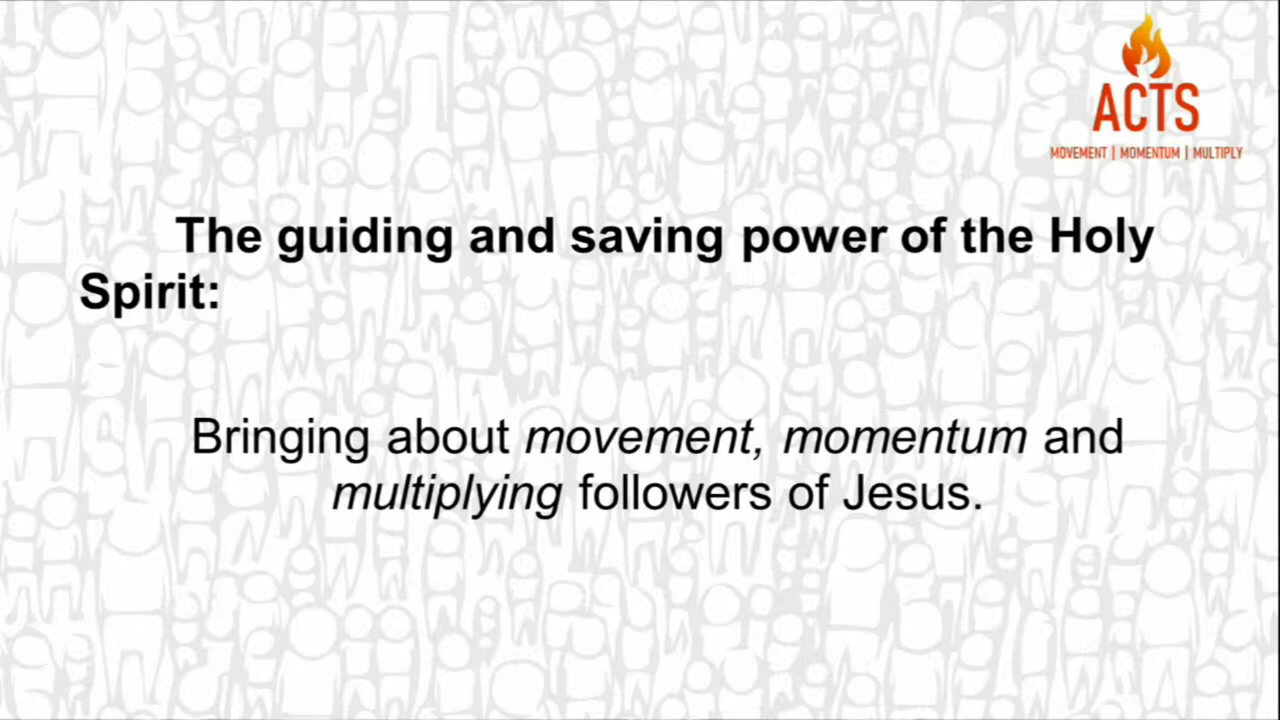 ACTS
MOVEMENT | MOMENTUM | MULTIPLY
The guiding and saving power of the Holy
Spirit:
Bringing about movement, momentum and
multiplying followers of Jesus.